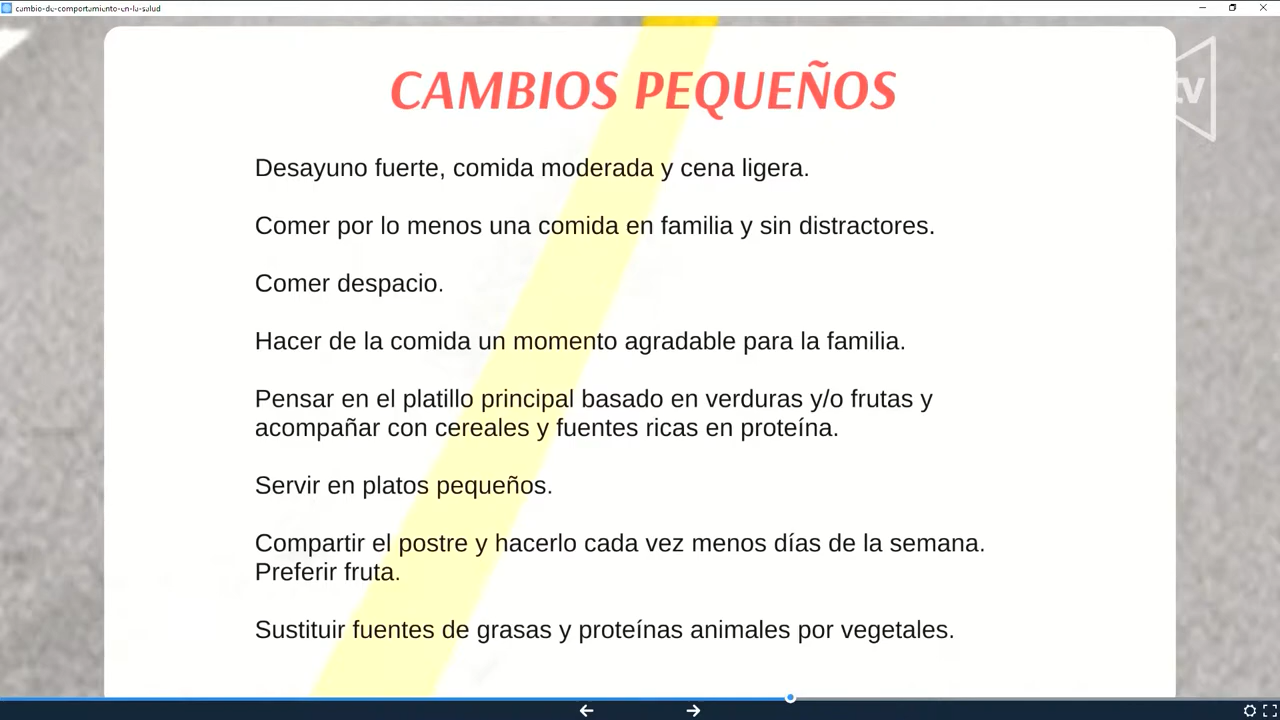 cambio-de-comportamiento-en-la-salud
tv
CAMBIOS PEQUEÑOS
Desayuno fuerte, comida moderada y cena ligera.
Comer por lo menos una comida en familia y sin distractores.
Comer despacio.
Hacer de la comida un momento agradable para la familia.
Pensar en el platillo principal basado en verduras y/o frutas y
acompañar con cereales y fuentes ricas en proteína.
Servir en platos pequeños.
Compartir el postre y hacerlo cada vez menos días de la semana.
Preferir fruta.
Sustituir fuentes de grasas y proteínas animales por vegetales.